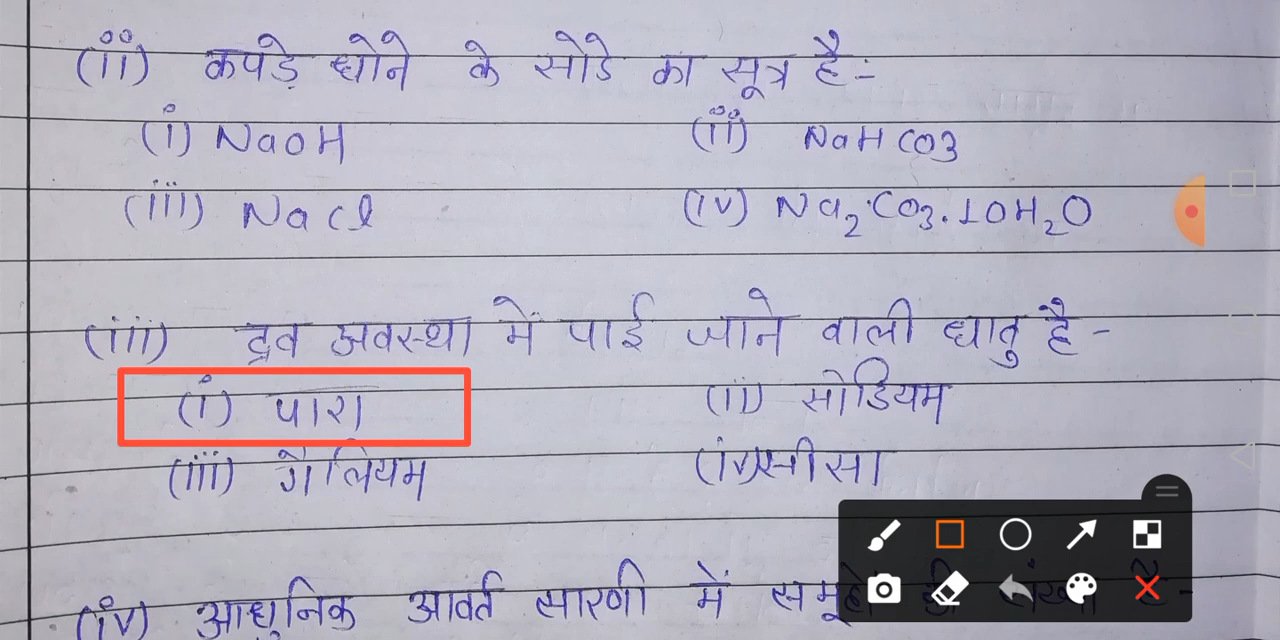 (ii) कपड़े धोने के सोडे का सूत्र है:-
(i) NaOH (ii) NaHCO3
(iii) NaCl (iv) Na2CO3.10H2O
(iii) द्रव अवस्था में पाई जाने वाली धातु है-
(i) पारा (ii) सोडियम
(iii) गैलियम (iv) सीसा
(iv) आधुनिक आवर्त सारणी में समूहों की संख्या है-